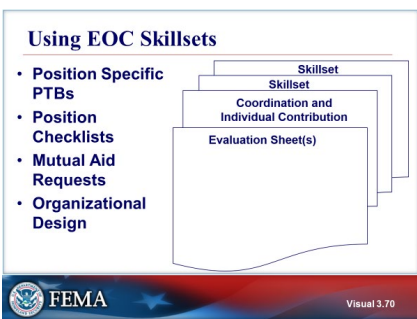 Using EOC Skillsets
• Position Specific
PTBs
• Position
Checklists
• Mutual Aid
Requests
• Organizational
Design
Skillset
Skillset
Coordination and
Individual Contribution
Evaluation Sheet(s)
FEMA
Visual 3.70